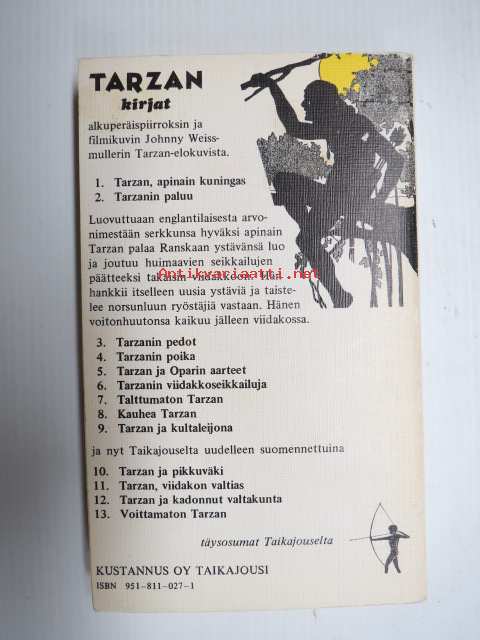 TARZAN
kirjat
alkuperäispiirroksin ja
filmikuvin Johnny Weiss-
mullerin Tarzan-elokuvista.
1. Tarzan, apinain kuningas
2. Tarzanin paluu
Luovuttuaan englantilaisesta arvo-
nimestään serkkunsa hyväksi apinain
Tarzan palaa Ranskaan ystävänsä luo
ja joutuu huimaavien seikkailujen
päätteeksi takaisin viidakkoon. Hän
Antikvariaatti.net
hankkii itselleen uusia ystäviä ja taiste-
lee norsunluun ryöstäjiä vastaan. Hänen
voitonhuutonsa kaikuu jälleen viidakossa.
3. Tarzanin pedot
4. Tarzanin poika
5. Tarzan ja Oparin aarteet
6. Tarzanin viidakkoseikkailuja
7. Talttumaton Tarzan
8. Kauhea Tarzan
9. Tarzan ja kultaleijona
ja nyt Taikajouselta uudelleen suomennettuina
10. Tarzan ja pikkuväki
11. Tarzan, viidakon valtias
12. Tarzan ja kadonnut valtakunta
13. Voittamaton Tarzan
täysosumat Taikajouselta
KUSTANNUS OY TAIKAJOUSI
ISBN 951-811-027-1